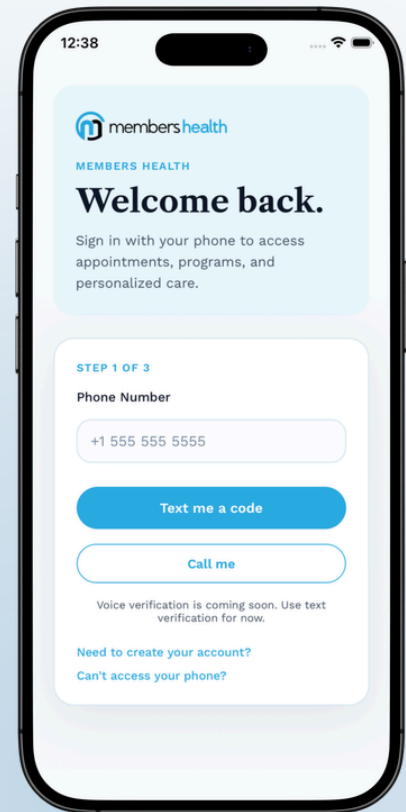 12:38
members health
MEMBERS HEALTH
Welcome back.
Sign in with your phone to access
appointments, programs, and
personalized care.
STEP 1 OF 3
Phone Number
+1 555 555 5555
Text me a code
Call me
Voice verification is coming soon. Use text
verification for now.
Need to create your account?
Can't access your phone?